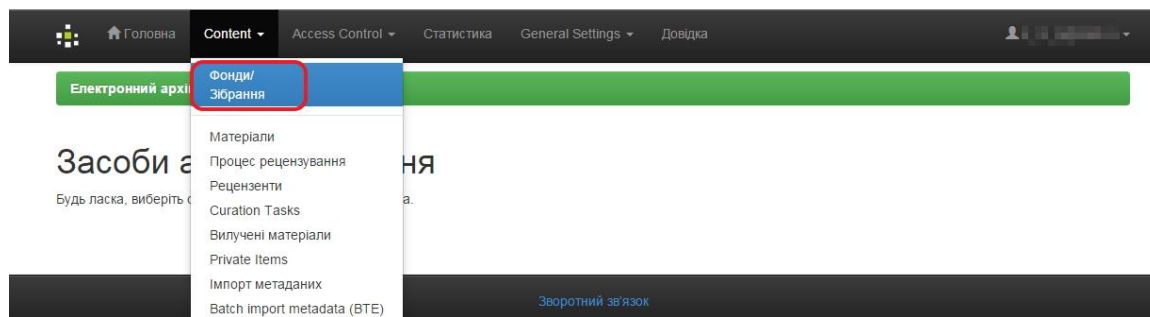 Головна Content Access Control Статистика General Settings Довідка
Фонди/
Зібрання
Електронний архі
Матеріали
Засоби а ня
Процес рецензування
Рецензенти
Будь ласка, виберіть а.
Curation Tasks
Вилучені матеріали
Private Items
Імпорт метаданих
Batch import metadata (BTE)
Зворотний зв'язок